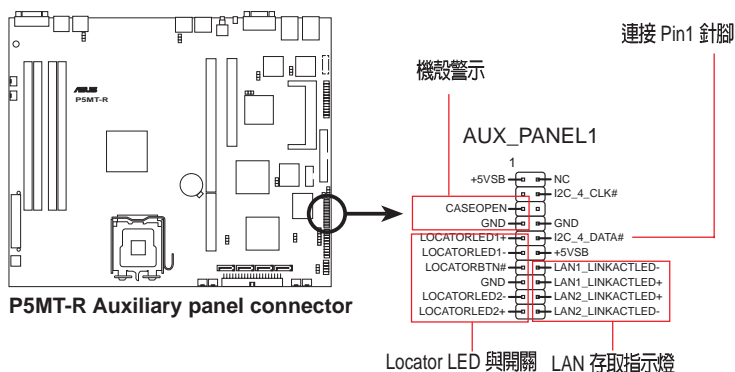 連接 Pin1 針腳
機殼警示
/SUS
P5MT-R
AUX_PANEL1
1
+5VSB NC
I2C_4_CLK#
CASEOPEN
GND GND
LOCATORLED1+ I2C_4_DATA#
LOCATORLED1- +5VSB
LOCATORBTN# LAN1_LINKACTLED-
GND LAN1_LINKACTLED+
LOCATORLED2- LAN2_LINKACTLED+
LOCATORLED2+ LAN2_LINKACTLED-
P5MT-R Auxiliary panel connector
Locator LED 與開關 LAN 存取指示燈